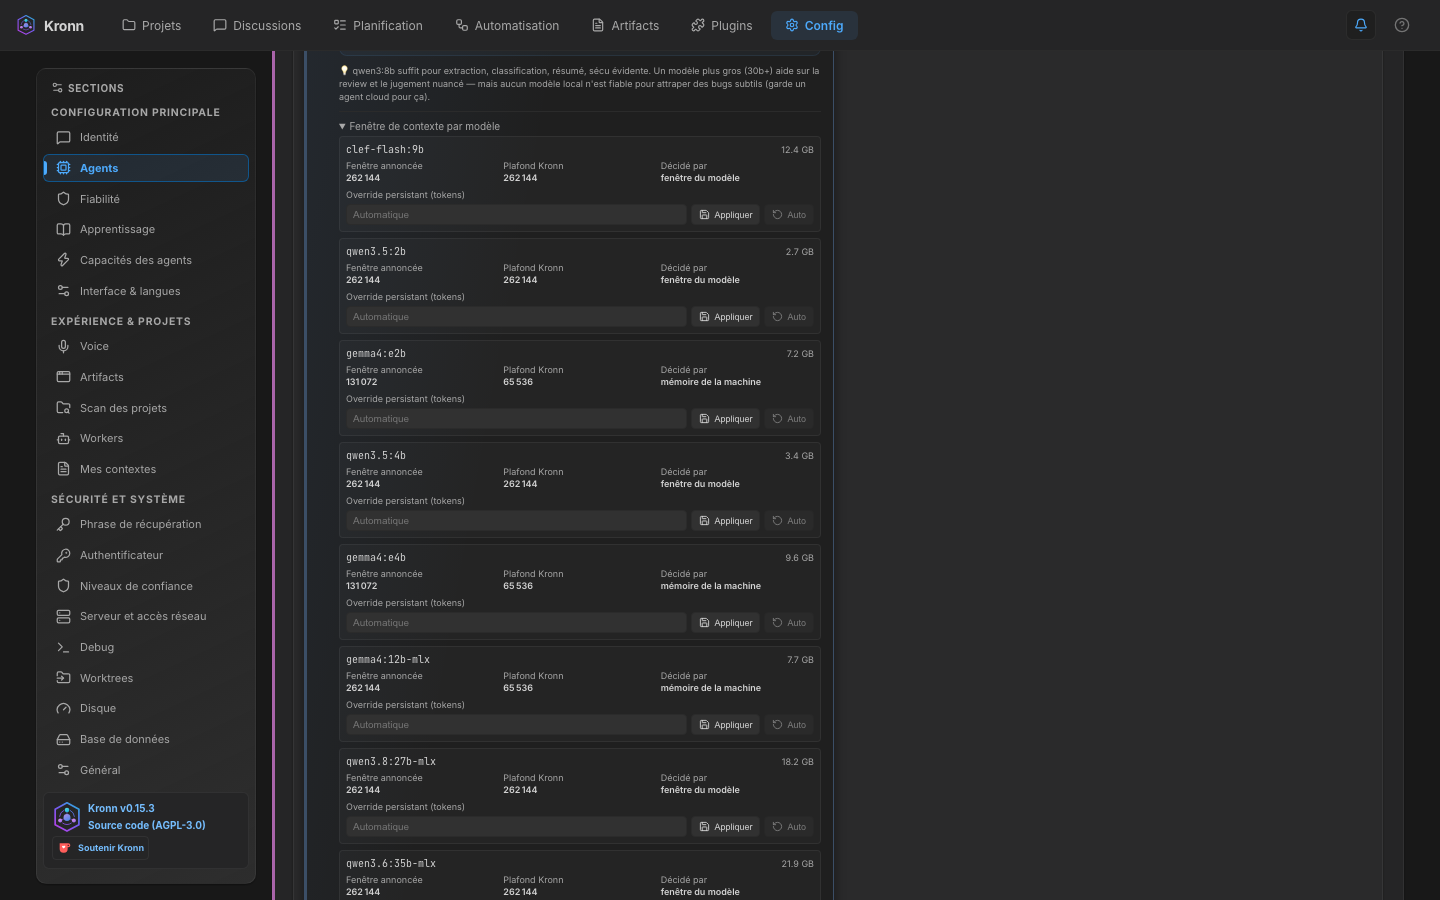 Kronn
Projets
Discussions
Planification
Automatisation
Artifacts
Plugins
Config
SECTIONS
CONFIGURATION PRINCIPALE
Identité
Agents
Fiabilité
Apprentissage
Capacités des agents
Interface & langues
EXPÉRIENCE & PROJETS
Voice
Artifacts
Scan des projets
Workers
Mes contextes
SÉCURITÉ ET SYSTÈME
Phrase de récupération
Authentificateur
Niveaux de confiance
Serveur et accès réseau
Debug
Worktrees
Disque
Base de données
Général
Kronn v0.15.3
Source code (AGPL-3.0)
Soutenir Kronn
💡 qwen3:8b suffit pour extraction, classification, résumé, sécu évidente. Un modèle plus gros (30b+) aide sur la
review et le jugement nuancé — mais aucun modèle local n'est fiable pour attraper des bugs subtils (garde un
agent cloud pour ça).
▼ Fenêtre de contexte par modèle
clef-flash:9b 12.4 GB
Fenêtre annoncée Plafond Kronn Décidé par
262 144 262 144 fenêtre du modèle
Override persistant (tokens)
Automatique Appliquer Auto
qwen3.5:2b 2.7 GB
Fenêtre annoncée Plafond Kronn Décidé par
262 144 262 144 fenêtre du modèle
Override persistant (tokens)
Automatique Appliquer Auto
gemma4:e2b 7.2 GB
Fenêtre annoncée Plafond Kronn Décidé par
131 072 65 536 mémoire de la machine
Override persistant (tokens)
Automatique Appliquer Auto
qwen3.5:4b 3.4 GB
Fenêtre annoncée Plafond Kronn Décidé par
262 144 262 144 fenêtre du modèle
Override persistant (tokens)
Automatique Appliquer Auto
gemma4:e4b 9.6 GB
Fenêtre annoncée Plafond Kronn Décidé par
131 072 65 536 mémoire de la machine
Override persistant (tokens)
Automatique Appliquer Auto
gemma4:12b-mlx 7.7 GB
Fenêtre annoncée Plafond Kronn Décidé par
262 144 65 536 mémoire de la machine
Override persistant (tokens)
Automatique Appliquer Auto
qwen3.8:27b-mlx 18.2 GB
Fenêtre annoncée Plafond Kronn Décidé par
262 144 262 144 fenêtre du modèle
Override persistant (tokens)
Automatique Appliquer Auto
qwen3.6:35b-mlx 21.9 GB
Fenêtre annoncée Plafond Kronn Décidé par
262 144 262 144 fenêtre du modèle